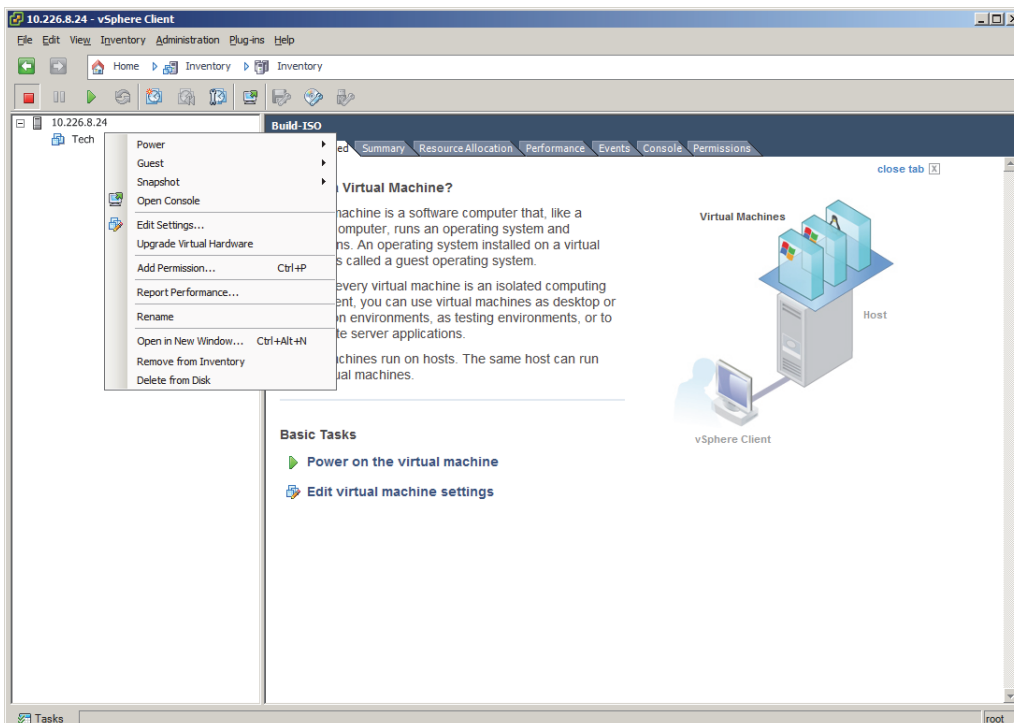 10.226.8.24 - vSphere Client
File Edit View Inventory Administration Plug-ins Help
Home Inventory Inventory
10.226.8.24
Tech
Power
Guest
Snapshot
Open Console
Edit Settings...
Upgrade Virtual Hardware
Add Permission... Ctrl+P
Report Performance...
Rename
Open in New Window... Ctrl+Alt+N
Remove from Inventory
Delete from Disk
Build-ISO
ed Summary Resource Allocation Performance Events Console Permissions
close tab X
Virtual Machine?
machine is a software computer that, like a
omputer, runs an operating system and
ns. An operating system installed on a virtual
s called a guest operating system.
every virtual machine is an isolated computing
ent, you can use virtual machines as desktop or
on environments, as testing environments, or to
te server applications.
achines run on hosts. The same host can run
ual machines.
Basic Tasks
Power on the virtual machine
Edit virtual machine settings
Virtual Machines
Host
vSphere Client
Tasks
root